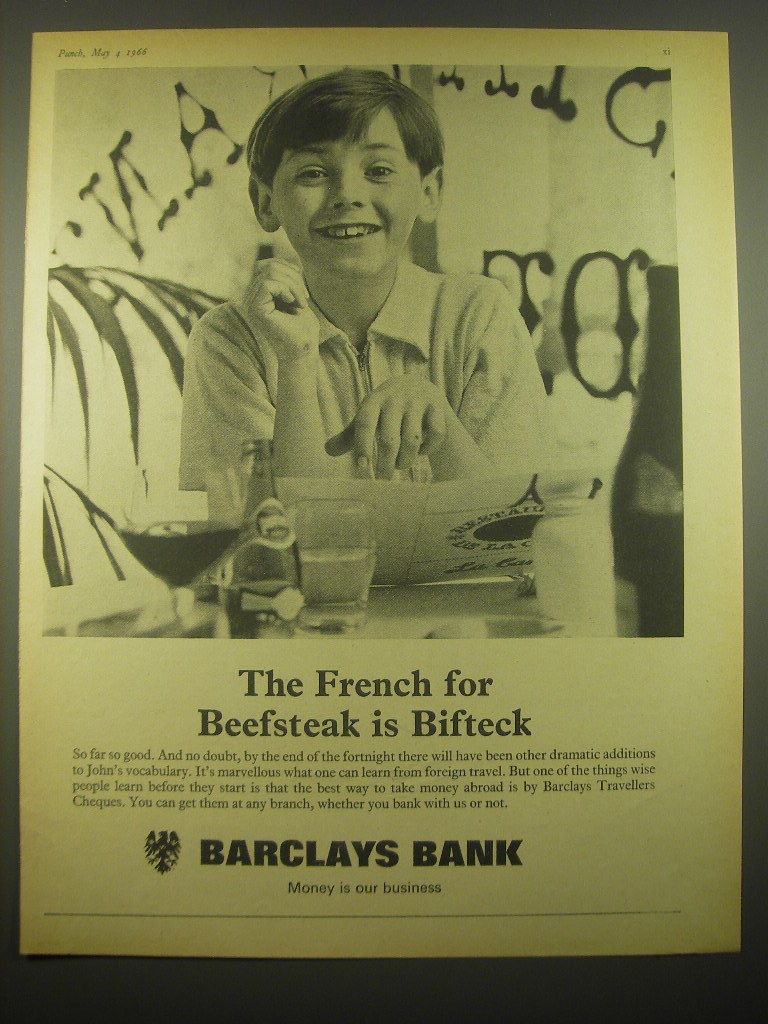 Punch, May 4 1966
xi
The French for
Beefsteak is Bifteck
So far so good. And no doubt, by the end of the fortnight there will have been other dramatic additions
to John's vocabulary. It's marvellous what one can learn from foreign travel. But one of the things wise
people learn before they start is that the best way to take money abroad is by Barclays Travellers
Cheques. You can get them at any branch, whether you bank with us or not.
BARCLAYS BANK
Money is our business